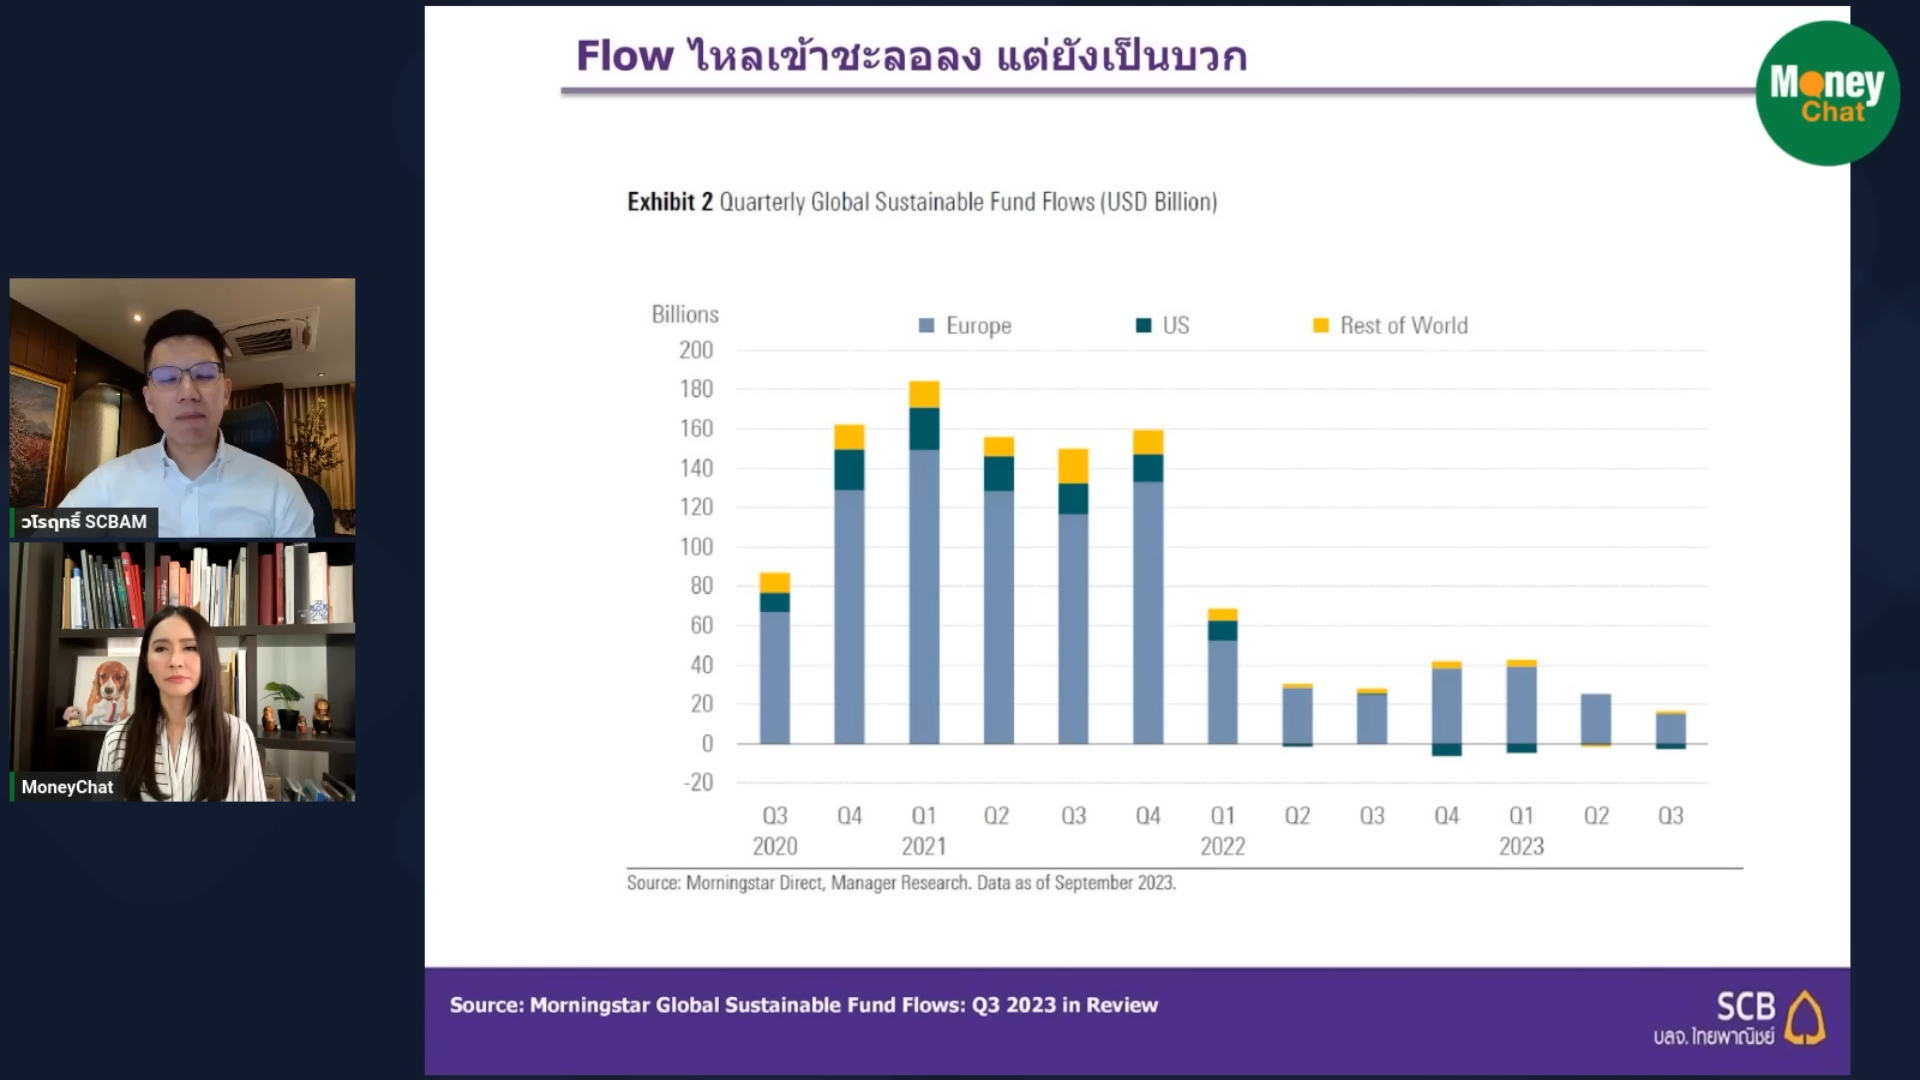 Flow ไหลเข้าชะลอลง แต่ยังเป็นบวก
Money
Chat
Exhibit 2 Quarterly Global Sustainable Fund Flows (USD Billion)
Billions
Europe
US
Rest of World
200
180
160
140
120
100
80
60
40
20
0
-20
Q3 Q4 Q1 Q2 Q3 Q4 Q1 Q2 Q3 Q4 Q1 Q2 Q3
2020 2021 2022 2023
Source: Morningstar Direct, Manager Research. Data as of September 2023.
วโรฤทธิ์ SCBAM
MoneyChat
Source: Morningstar Global Sustainable Fund Flows: Q3 2023 in Review
SCB
บลจ. ไทยพาณิชย์